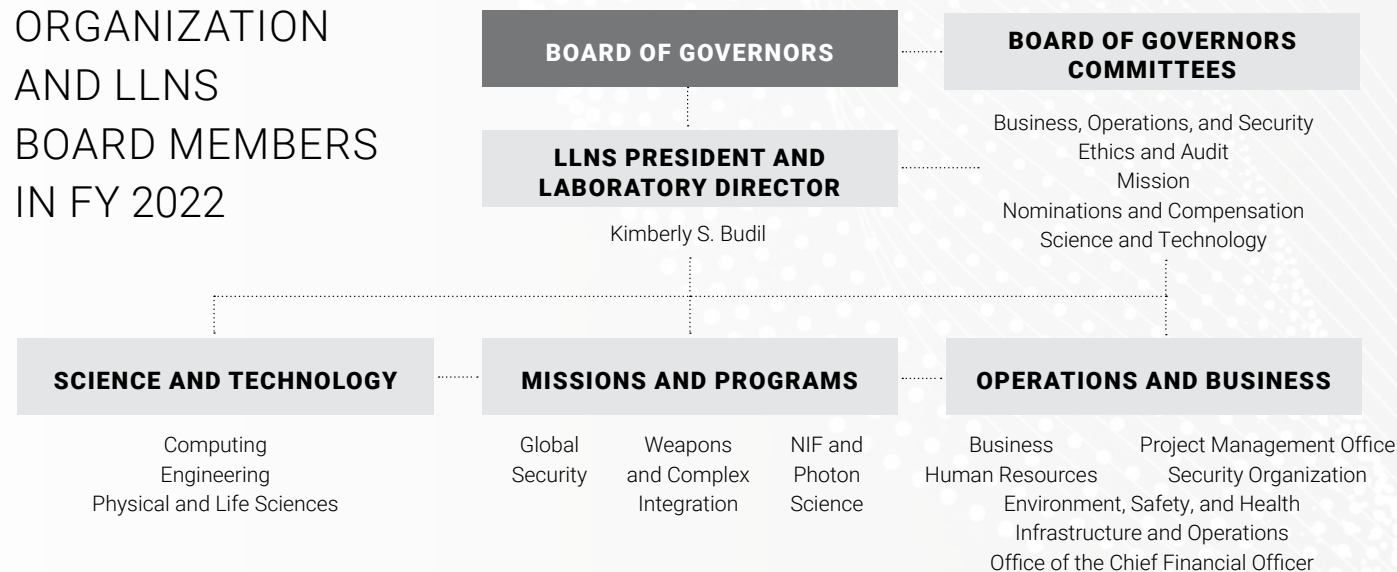 ORGANIZATION
AND LLNS
BOARD MEMBERS
IN FY 2022
BOARD OF GOVERNORS
BOARD OF GOVERNORS
COMMITTEES
Business, Operations, and Security
Ethics and Audit
Mission
Nominations and Compensation
Science and Technology
LLNS PRESIDENT AND
LABORATORY DIRECTOR
Kimberly S. Budil
SCIENCE AND TECHNOLOGY
Computing
Engineering
Physical and Life Sciences
MISSIONS AND PROGRAMS
Global
Security
Weapons
and Complex
Integration
NIF and
Photon
Science
OPERATIONS AND BUSINESS
Business
Human Resources
Project Management Office
Security Organization
Environment, Safety, and Health
Infrastructure and Operations
Office of the Chief Financial Officer